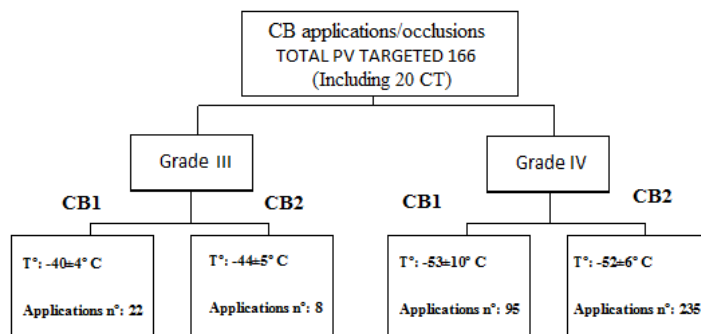 CB applications/occlusions
TOTAL PV TARGETED 166
(Including 20 CT)
Grade III
Grade IV
CB1
CB2
CB1
CB2
T°: -40±4° C
Applications n°: 22
T°: -44±5° C
Applications n°: 8
T°: -53±10° C
Applications n°: 95
T°: -52±6° C
Applications n°: 235